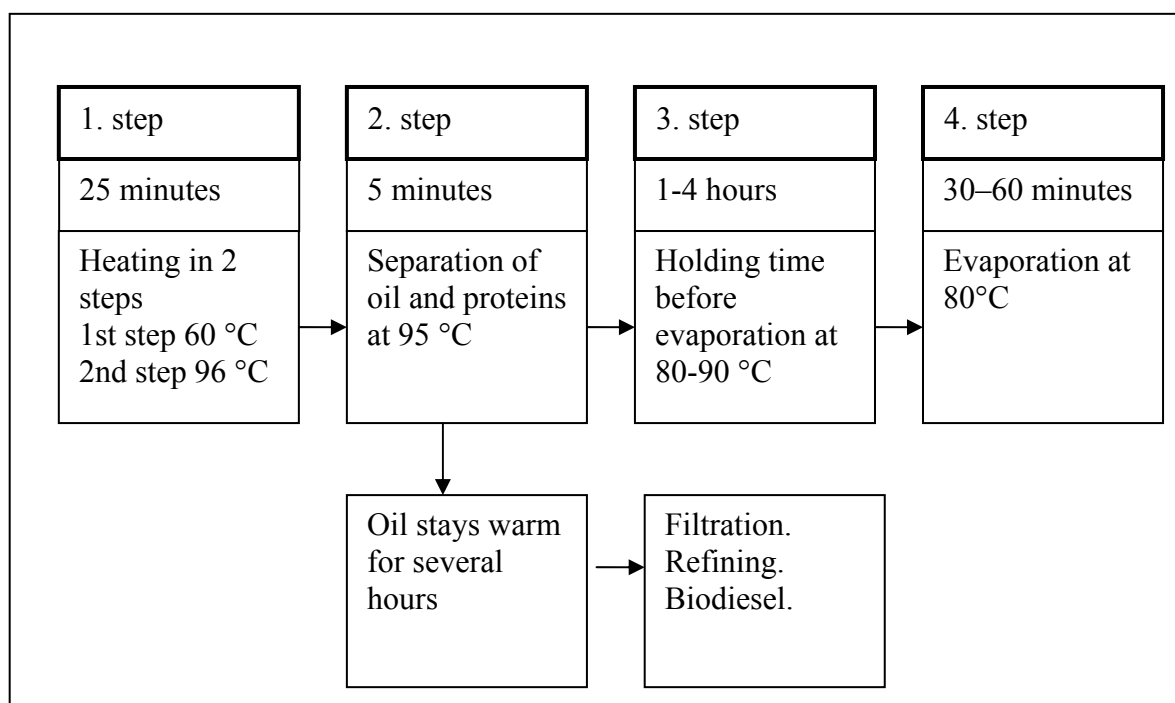 1. step
25 minutes
Heating in 2
steps
1st step 60 °C
2nd step 96 °C
2. step
5 minutes
Separation of
oil and proteins
at 95 °C
3. step
1-4 hours
Holding time
before
evaporation at
80-90 °C
4. step
30–60 minutes
Evaporation at
80°C
Oil stays warm
for several
hours
Filtration.
Refining.
Biodiesel.